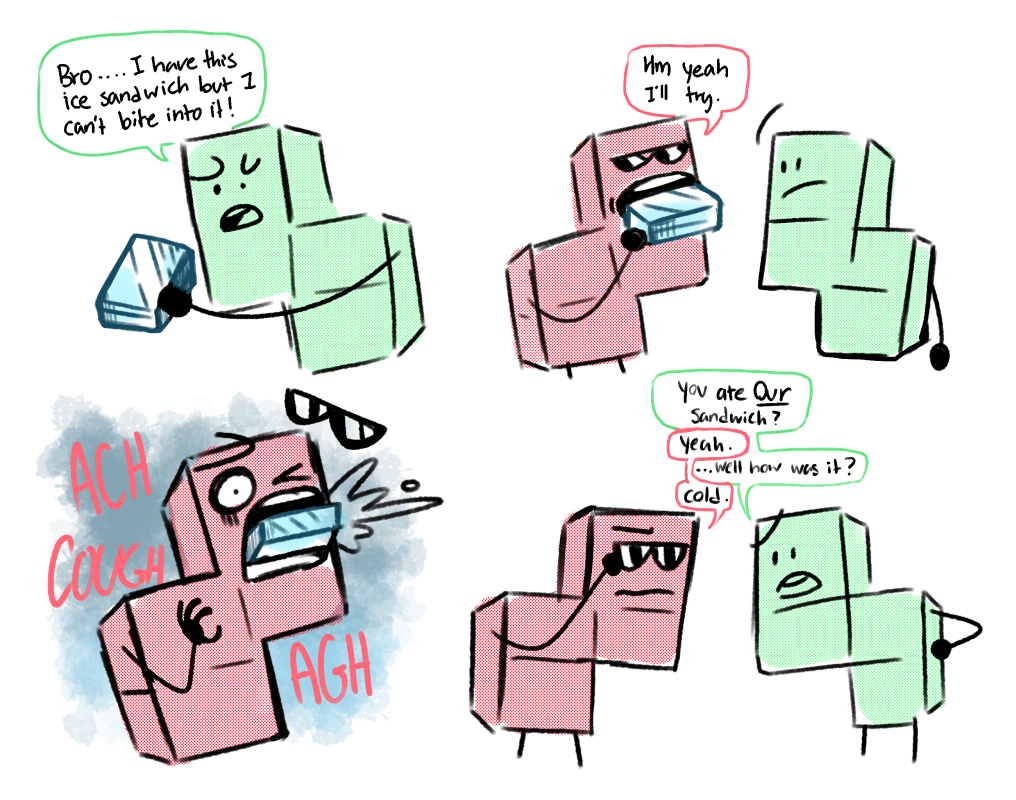 Bro.... I have this
ice sandwich but I
can't bite into it!
Hm yeah
I'll try.
ACH
COUGH
AGH
You ate Our
sandwich?
Yeah.
...well how was it?
cold.